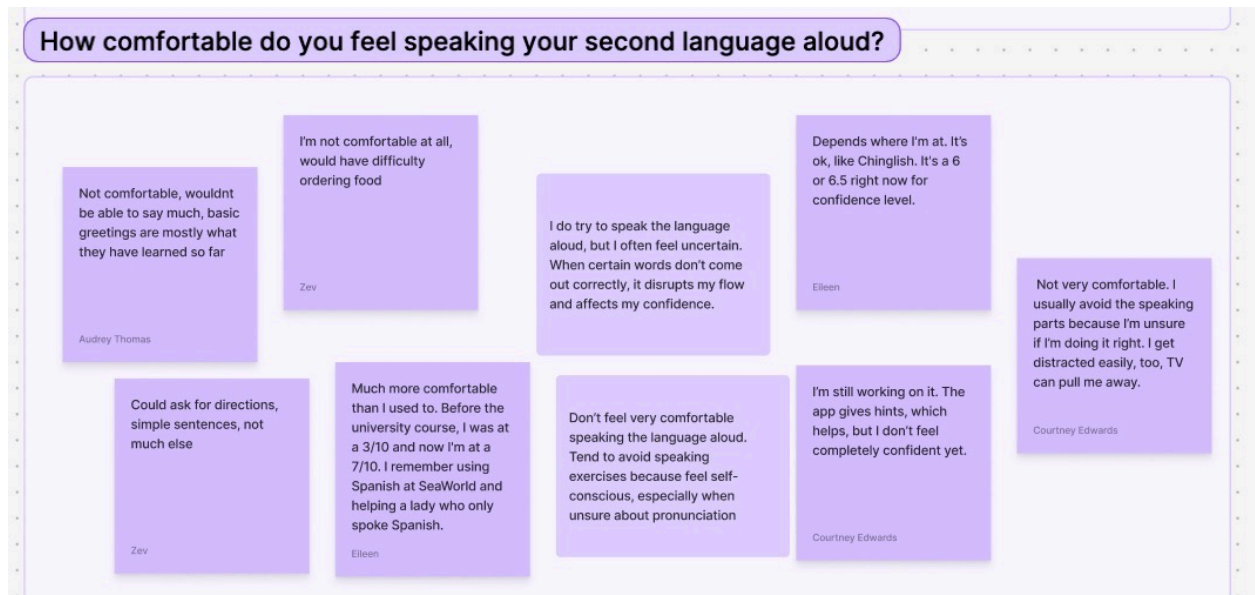 How comfortable do you feel speaking your second language aloud?
Not comfortable, wouldnt
be able to say much, basic
greetings are mostly what
they have learned so far
Audrey Thomas
I'm not comfortable at all,
would have difficulty
ordering food
Zev
I do try to speak the language
aloud, but I often feel uncertain.
When certain words don't come
out correctly, it disrupts my flow
and affects my confidence.
Depends where I'm at. It's
ok, like Chinglish. It's a 6
or 6.5 right now for
confidence level.
Eileen
Not very comfortable. I
usually avoid the speaking
parts because I'm unsure
if I'm doing it right. I get
distracted easily, too, TV
can pull me away.
Courtney Edwards
Could ask for directions,
simple sentences, not
much else
Zev
Much more comfortable
than I used to. Before the
university course, I was at
a 3/10 and now I'm at a
7/10. I remember using
Spanish at SeaWorld and
helping a lady who only
spoke Spanish.
Eileen
Don't feel very comfortable
speaking the language aloud.
Tend to avoid speaking
exercises because feel self-
conscious, especially when
unsure about pronunciation
I'm still working on it. The
app gives hints, which
helps, but I don't feel
completely confident yet.
Courtney Edwards